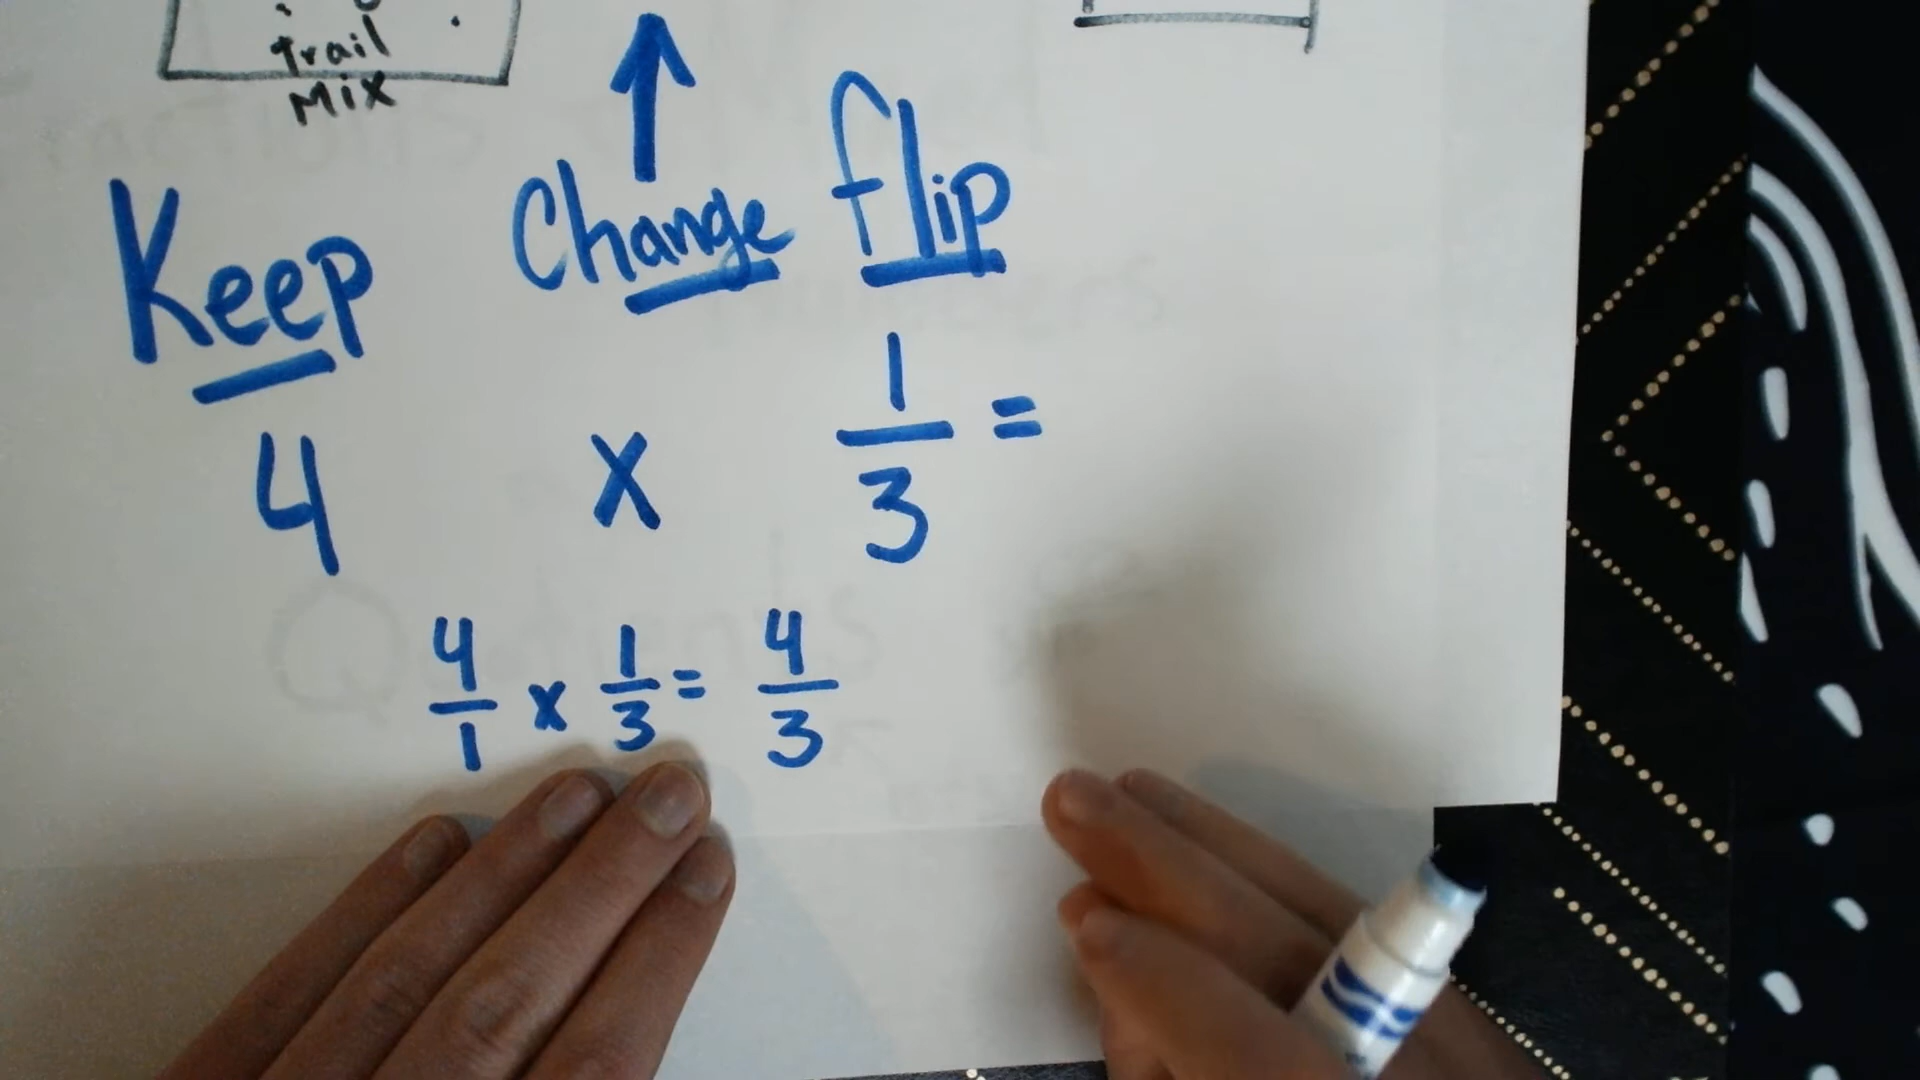 trail
Mix
Keep Change flip
4 x 1/3 =
4/1 x 1/3 = 4/3